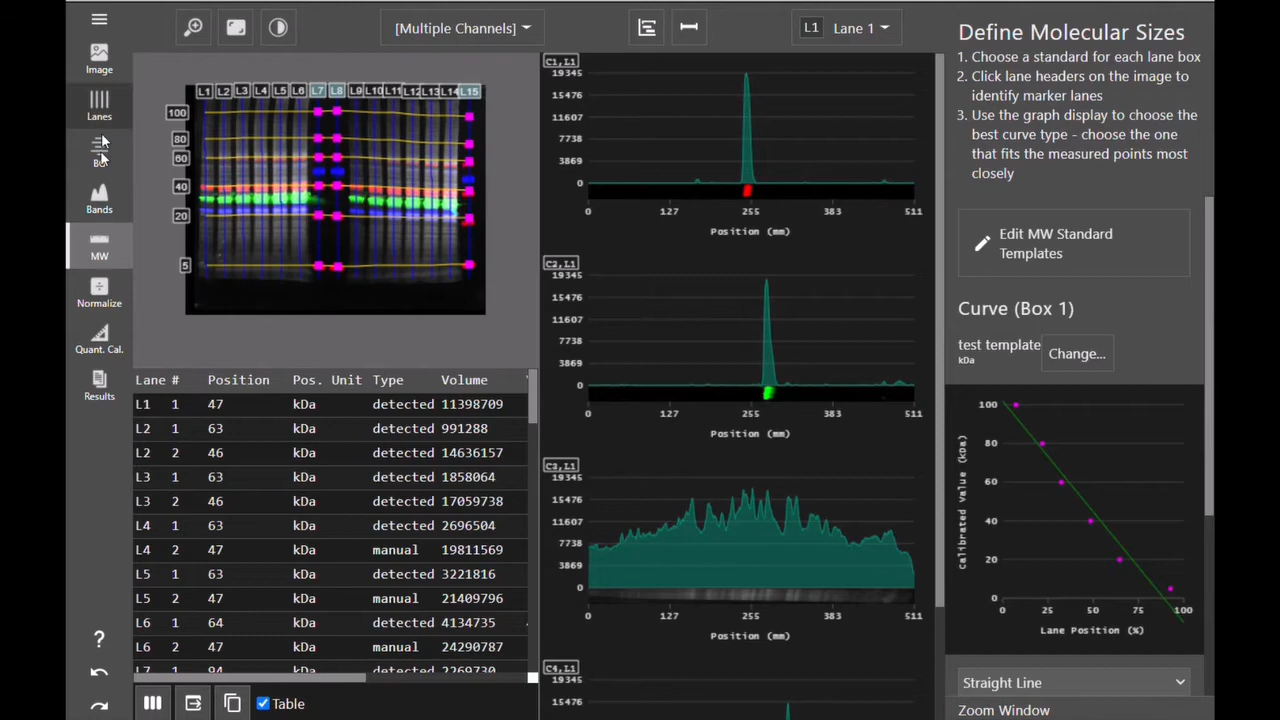 Image
Lanes
BG
Bands
MW
Normalize
Quant. Cal.
Results
?
[Multiple Channels]
L1 Lane 1
L1 L2 L3 L4 L5 L6 L7 L8 L9 L10 L11 L12 L13 L14 L15
100
80
60
40
20
5
Lane # Position Pos. Unit Type Volume
L1 1 47 kDa detected 11398709
L2 1 63 kDa detected 991288
L2 2 46 kDa detected 14636157
L3 1 63 kDa detected 1858064
L3 2 46 kDa detected 17059738
L4 1 63 kDa detected 2696504
L4 2 47 kDa manual 19811569
L5 1 63 kDa detected 3221816
L5 2 47 kDa manual 21409796
L6 1 64 kDa detected 4134735
L6 2 47 kDa manual 24290787
L7 1 94 kDa detected 2269730
Table
C1,L1
19345
15476
11607
7738
3869
0
0 127 255 383 511
Position (mm)
C2,L1
19345
15476
11607
7738
3869
0
0 127 255 383 511
Position (mm)
C3,L1
19345
15476
11607
7738
3869
0
0 127 255 383 511
Position (mm)
C4,L1
19345
15476
Define Molecular Sizes
1. Choose a standard for each lane box
2. Click lane headers on the image to
identify marker lanes
3. Use the graph display to choose the
best curve type - choose the one
that fits the measured points most
closely
Edit MW Standard
Templates
Curve (Box 1)
test template
kDa
Change...
Calibrated Value (kDa)
100
80
60
40
20
0
0 25 50 75 100
Lane Position (%)
Straight Line
Zoom Window